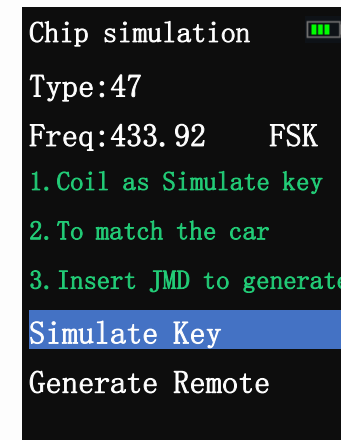 Chip simulation
Type:47
Freq:433.92 FSK
1.Coil as Simulate key
2.To match the car
3.Insert JMD to generate
Simulate Key
Generate Remote